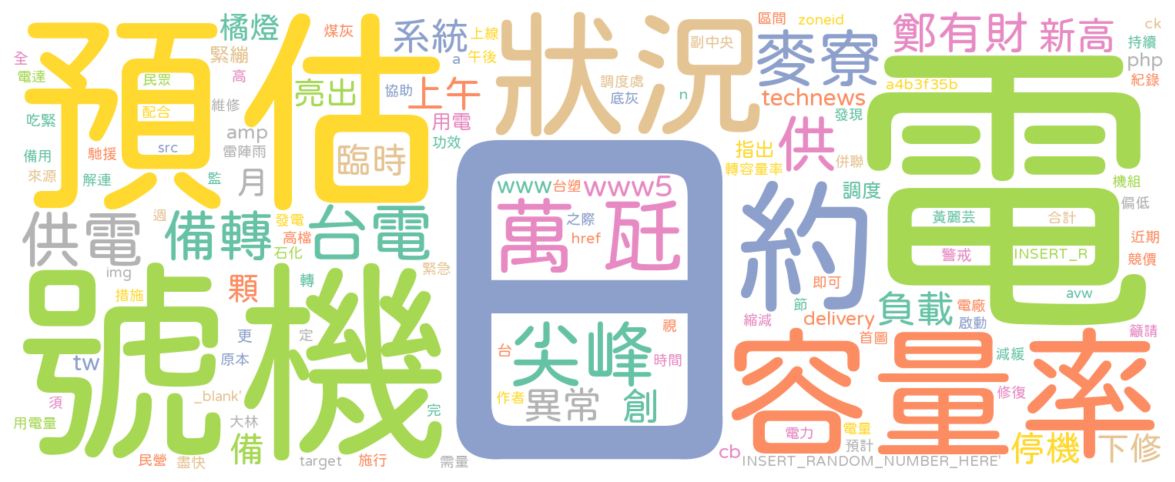 預估
狀況
電
號機
日
約
容量率
橘燈
煤灰
系統
上線
午後
a
副中央
區間
zoneid
鄭有財
新高
ck
持續
php
紀錄
全
電達
民眾
高
緊繃
亮出
協助
上午
調度處
底灰
n
麥寮
technews
a4b3f35b
發現
吃緊
配合
維修
amp
用電
功效
指出
供
併聯
轉容量率
備用
馳援
src
雷陣雨
臨時
來源
解連
監
月
www
台塑
www5
調度
機組
偏低
供電
週
備轉
發電
高檔
石化
台電
萬
瓩
之際
href
黃麗芸
合計
近期
警戒
INSERT_R
競價
img
措施
顆
轉
緊急
即可
節
avw
縮減
delivery
負載
電廠
啟動
首圖
籲請
tw
更
原本
定
視
台
尖峰
時間
減緩
修復
_blank'
作者
異常
創
用電量
須
大林
備
完
民營
盡快
target
施行
需量
電力
電量
預計
cb
INSERT_RANDOM_NUMBER_HERE'
停機
下修